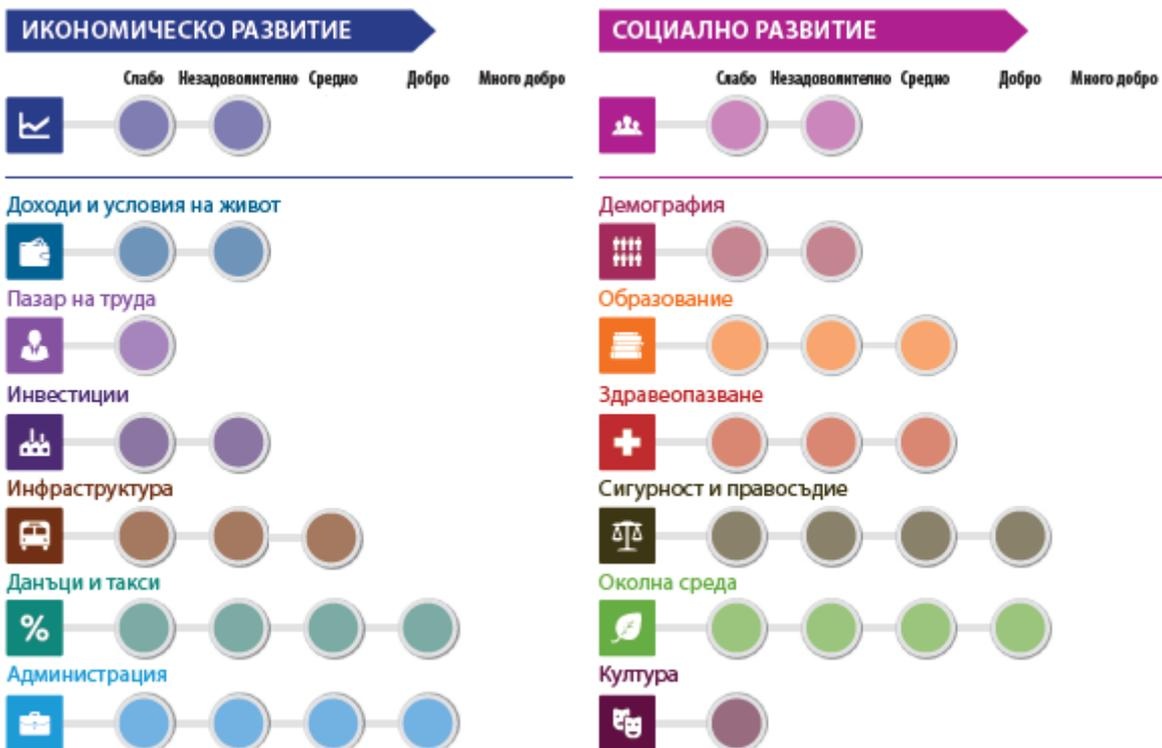 ИКОНОМИЧЕСКО РАЗВИТИЕ
Слабо Незадоволително Средно Добро Много добро
Доходи и условия на живот
Пазар на труда
Инвестиции
Инфраструктура
Данъци и такси
%
Администрация
СОЦИАЛНО РАЗВИТИЕ
Слабо Незадоволително Средно Добро Много добро
Демография
Образование
Здравеопазване
Сигурност и правосъдие
Околна среда
Култура